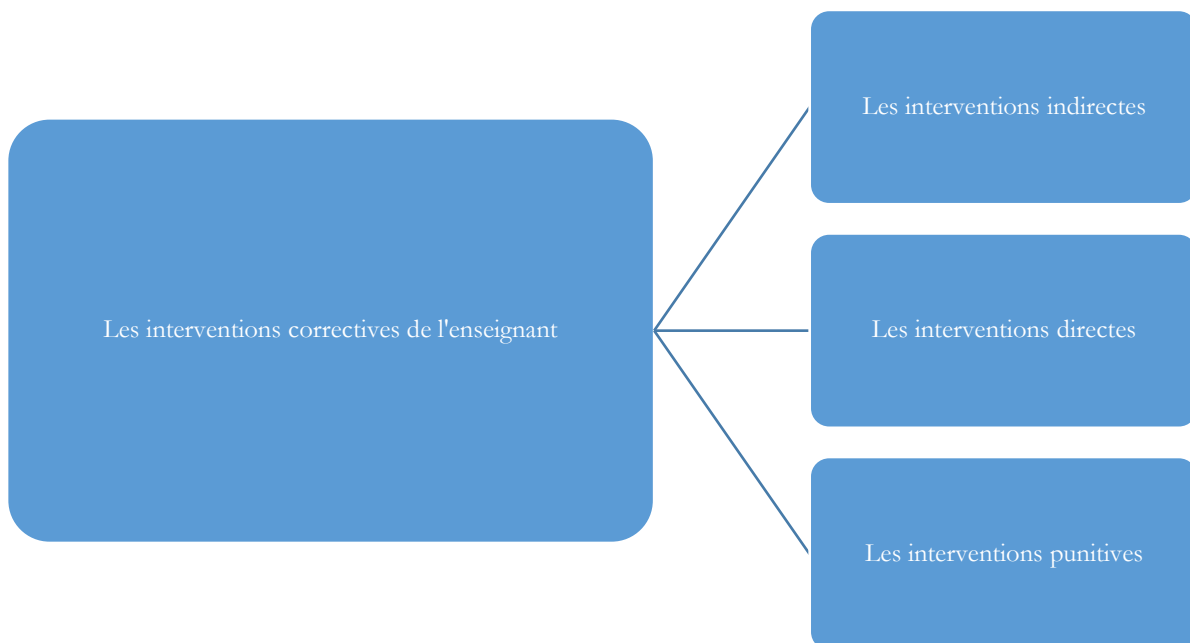 Les interventions indirectes
Les interventions correctives de l'enseignant
Les interventions directes
Les interventions punitives